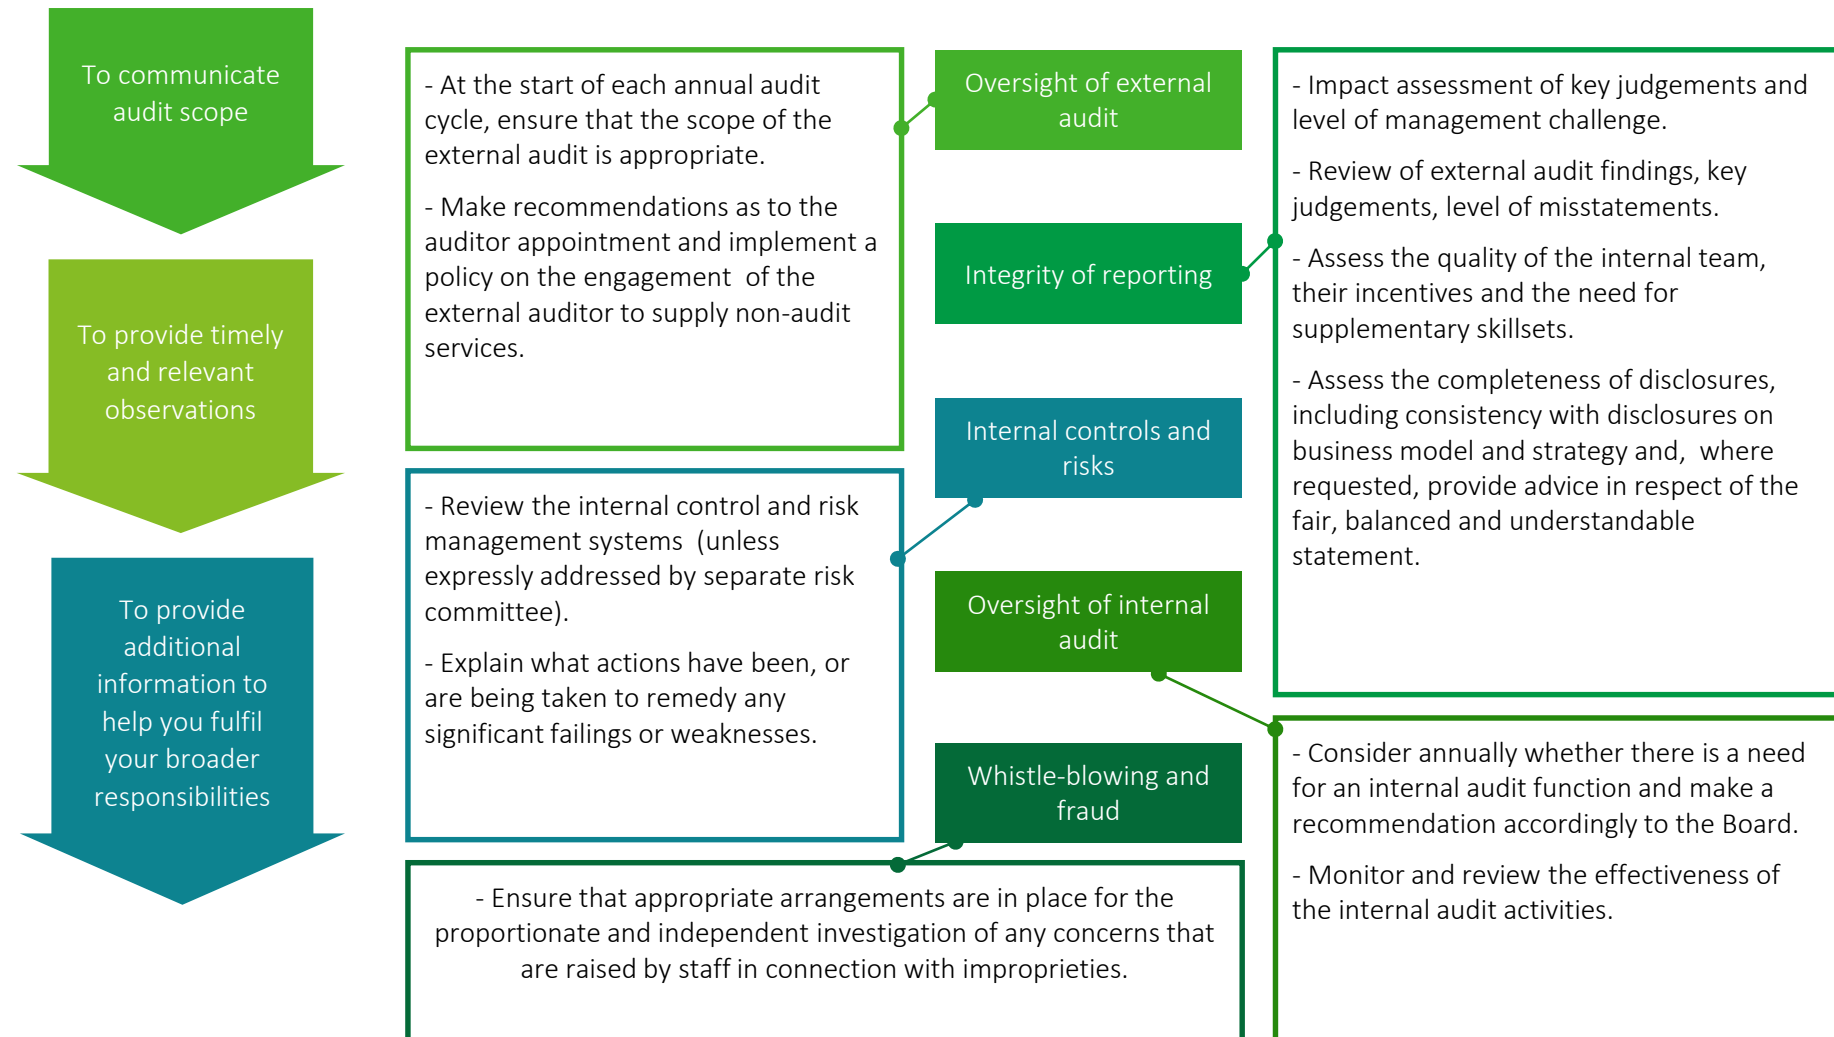 To communicate
audit scope
To provide timely
and relevant
observations
To provide
additional
information to
help you fulfil
your broader
responsibilities
- At the start of each annual audit
cycle, ensure that the scope of the
external audit is appropriate.
- Make recommendations as to the
auditor appointment and implement a
policy on the engagement  of the
external auditor to supply non-audit
services.
Oversight of external
audit
Integrity of reporting
- Impact assessment of key judgements and
level of management challenge.
- Review of external audit findings, key
judgements, level of misstatements.
- Assess the quality of the internal team,
their incentives and the need for
supplementary skillsets.
- Assess the completeness of disclosures,
including consistency with disclosures on
business model and strategy and,  where
requested, provide advice in respect of the
fair, balanced and understandable
statement.
Internal controls and
risks
- Review the internal control and risk
management systems  (unless
expressly addressed by separate risk
committee).
- Explain what actions have been, or
are being taken to remedy any
significant failings or weaknesses.
Oversight of internal
audit
- Consider annually whether there is a need
for an internal audit function and make a
recommendation accordingly to the Board.
- Monitor and review the effectiveness of
the internal audit activities.
Whistle-blowing and
fraud
- Ensure that appropriate arrangements are in place for the
proportionate and independent investigation of any concerns that
are raised by staff in connection with improprieties.